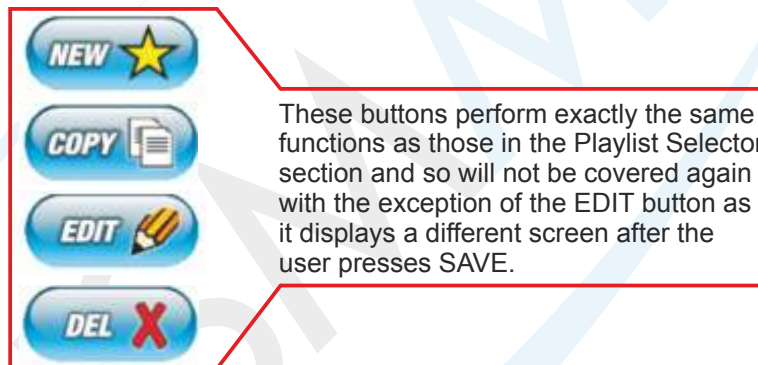 NEW
COPY
EDIT
DEL
These buttons perform exactly the same
functions as those in the Playlist Selector
section and so will not be covered again
with the exception of the EDIT button as
it displays a different screen after the
user presses SAVE.